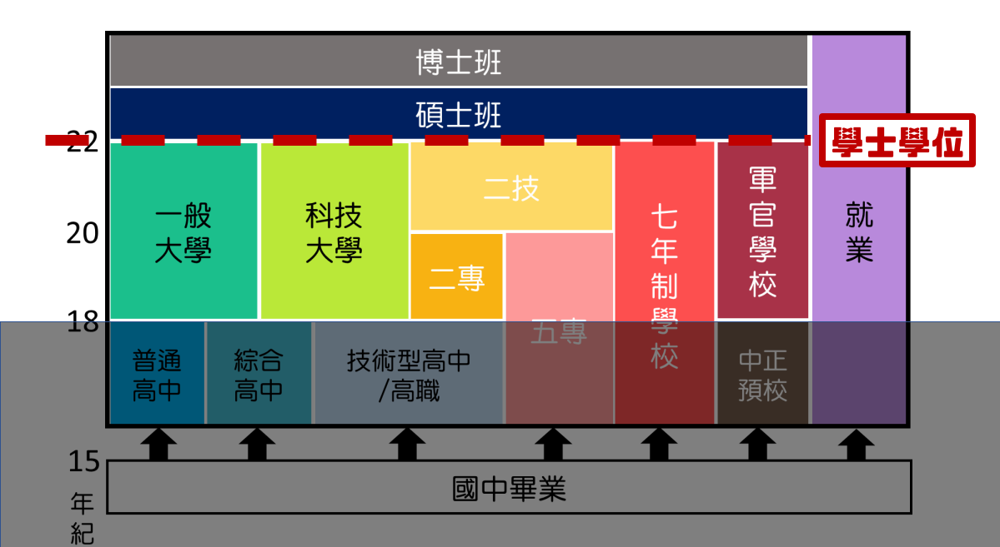 博士班
碩士班
22
學士學位
一般
大學
科技
大學
二技
七年制學校
軍官學校
就業
20
二專
18
五專
普通
高中
綜合
高中
技術型高中
/高職
中正
預校
15
年紀
國中畢業